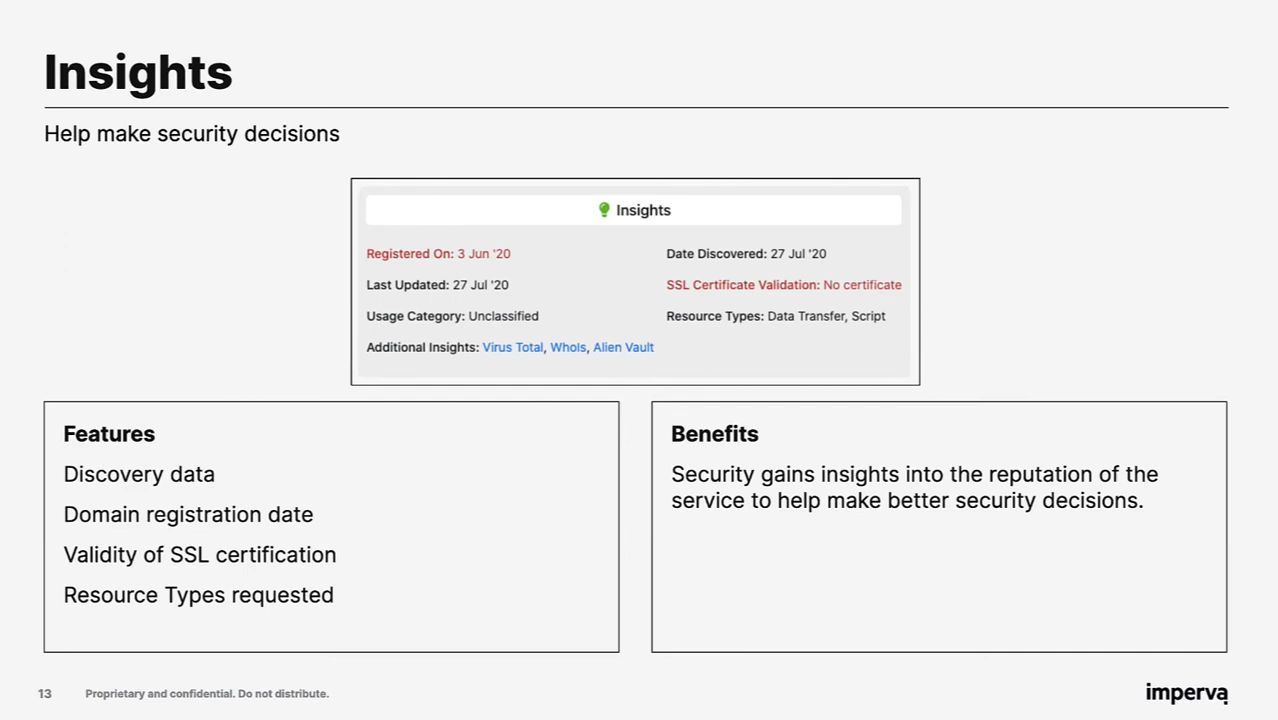 Insights
Help make security decisions
Insights
Registered On: 3 Jun '20
Date Discovered: 27 Jul '20
Last Updated: 27 Jul '20
SSL Certificate Validation: No certificate
Usage Category: Unclassified
Resource Types: Data Transfer, Script
Additional Insights: Virus Total, WhoIs, Alien Vault
Features
Discovery data
Domain registration date
Validity of SSL certification
Resource Types requested
Benefits
Security gains insights into the reputation of the
service to help make better security decisions.
13
Proprietary and confidential. Do not distribute.
imperva